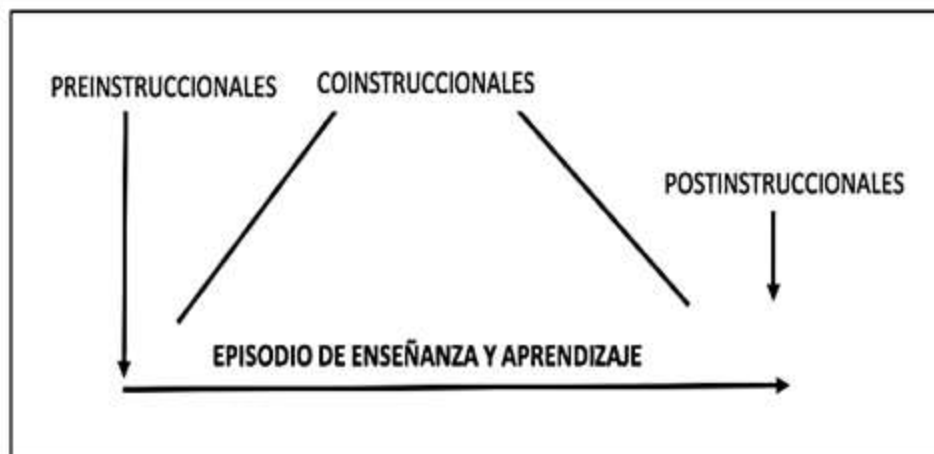 PREINSTRUCCIONALES
COINSTRUCCIONALES
POSTINSTRUCCIONALES
EPISODIO DE ENSEÑANZA Y APRENDIZAJE